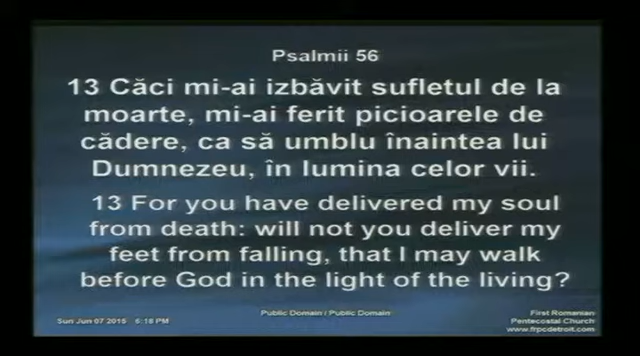 Psalmii 56
13 Căci mi-ai izbăvit sufletul de la
moarte, mi-ai ferit picioarele de
cădere, ca să umblu înaintea lui
Dumnezeu, în lumina celor vii.
13 For you have delivered my soul
from death: will not you deliver my
feet from falling, that I may walk
before God in the light of the living?
Public Domain / Public Domain
Sun Jun 07 2015 6:18 PM
First Romanian
Pentecostal Church
www.frpcdetroit.com